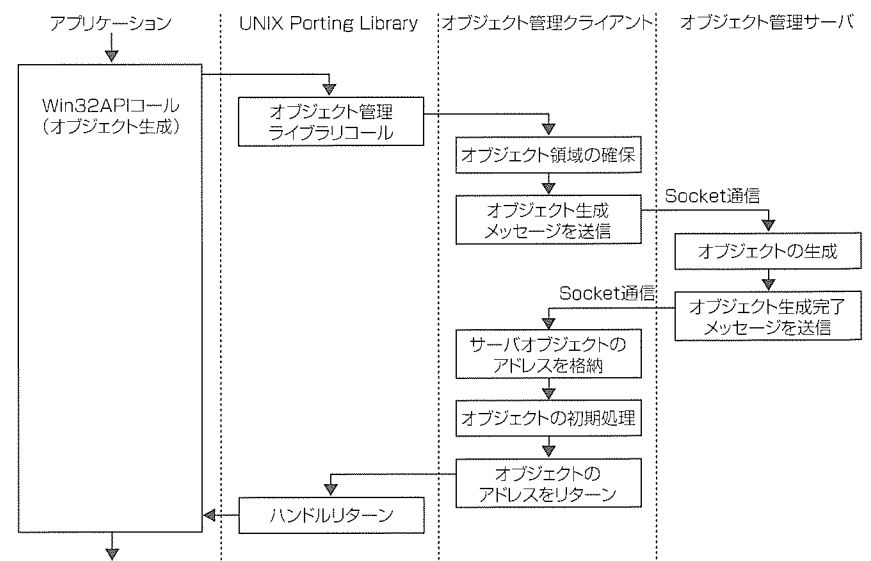 アプリケーション
UNIX Porting Library
オブジェクト管理クライアント
オブジェクト管理サーバ
Win32APIコール
(オブジェクト生成)
オブジェクト管理
ライブラリコール
オブジェクト領域の確保
オブジェクト生成
メッセージを送信
Socket通信
オブジェクトの生成
オブジェクト生成完了
メッセージを送信
Socket通信
サーバオブジェクトの
アドレスを格納
オブジェクトの初期処理
オブジェクトの
アドレスをリターン
ハンドルリターン